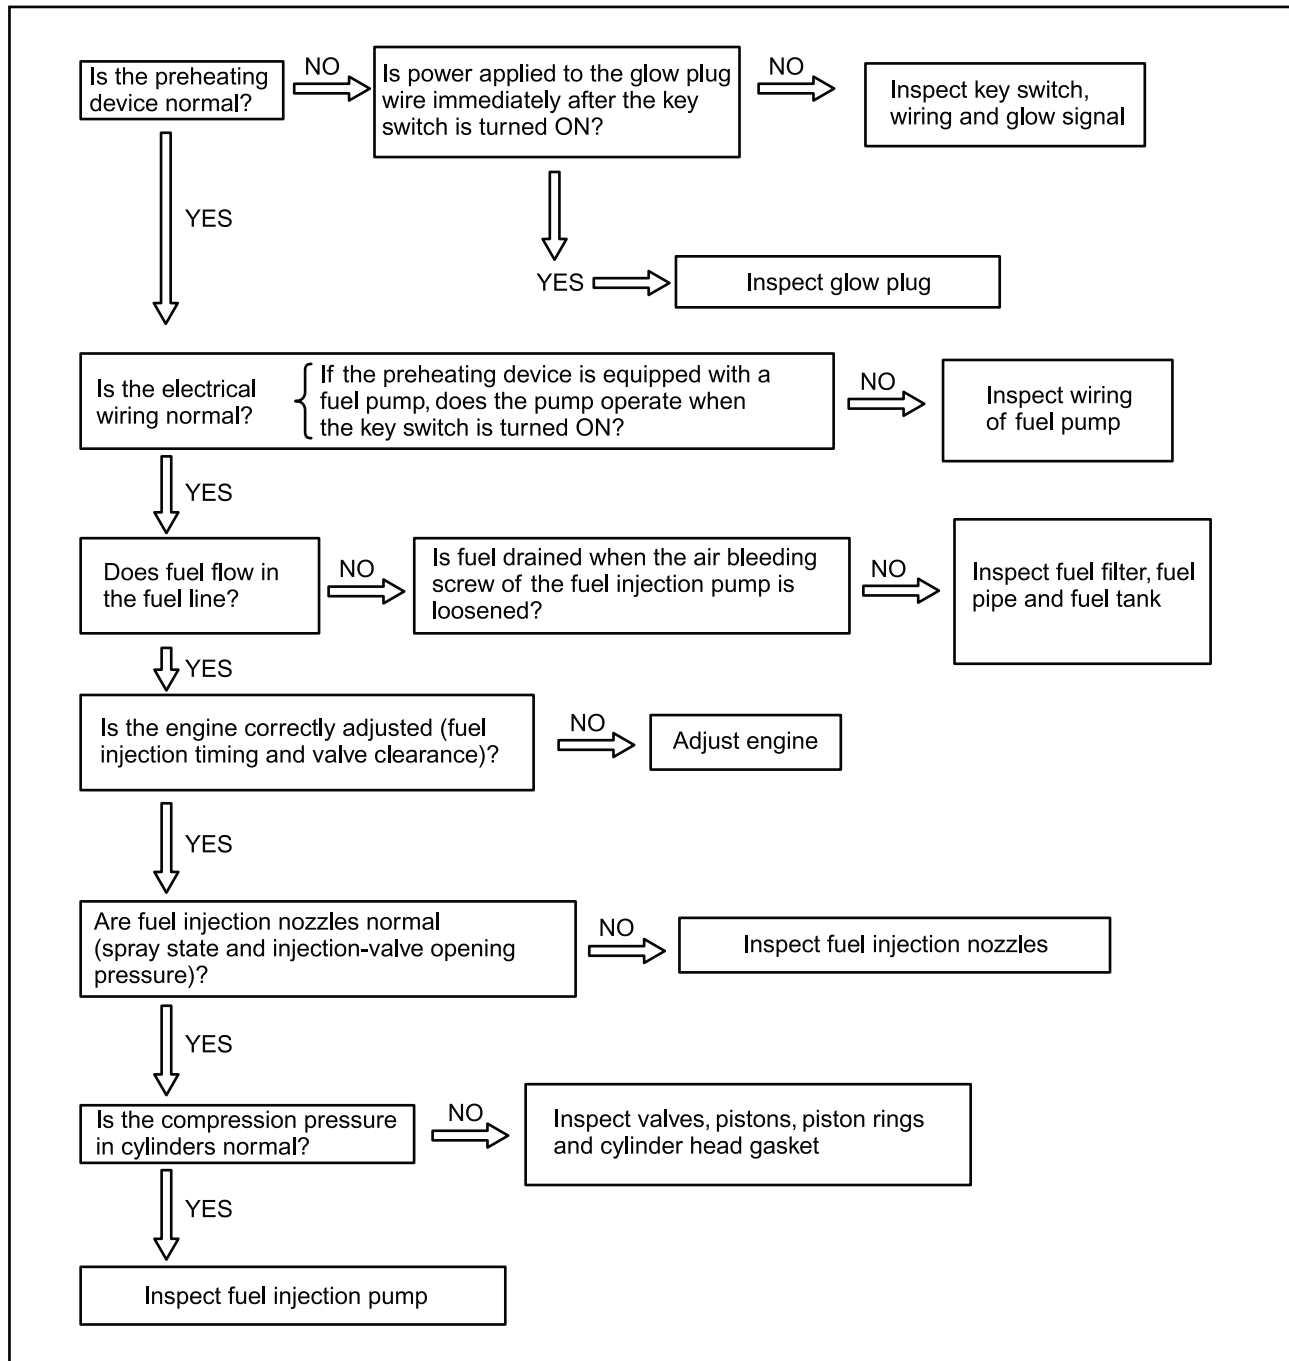 Is the preheating
device normal?
NO
Is power applied to the glow plug
wire immediately after the key
switch is turned ON?
NO
Inspect key switch,
wiring and glow signal
YES
YES
Inspect glow plug
Is the electrical
wiring normal?
If the preheating device is equipped with a
fuel pump, does the pump operate when
the key switch is turned ON?
NO
Inspect wiring
of fuel pump
YES
Does fuel flow in
the fuel line?
NO
Is fuel drained when the air bleeding
screw of the fuel injection pump is
loosened?
NO
Inspect fuel filter, fuel
pipe and fuel tank
YES
Is the engine correctly adjusted (fuel
injection timing and valve clearance)?
NO
Adjust engine
YES
Are fuel injection nozzles normal
(spray state and injection-valve opening
pressure)?
NO
Inspect fuel injection nozzles
YES
Is the compression pressure
in cylinders normal?
NO
Inspect valves, pistons, piston rings
and cylinder head gasket
YES
Inspect fuel injection pump